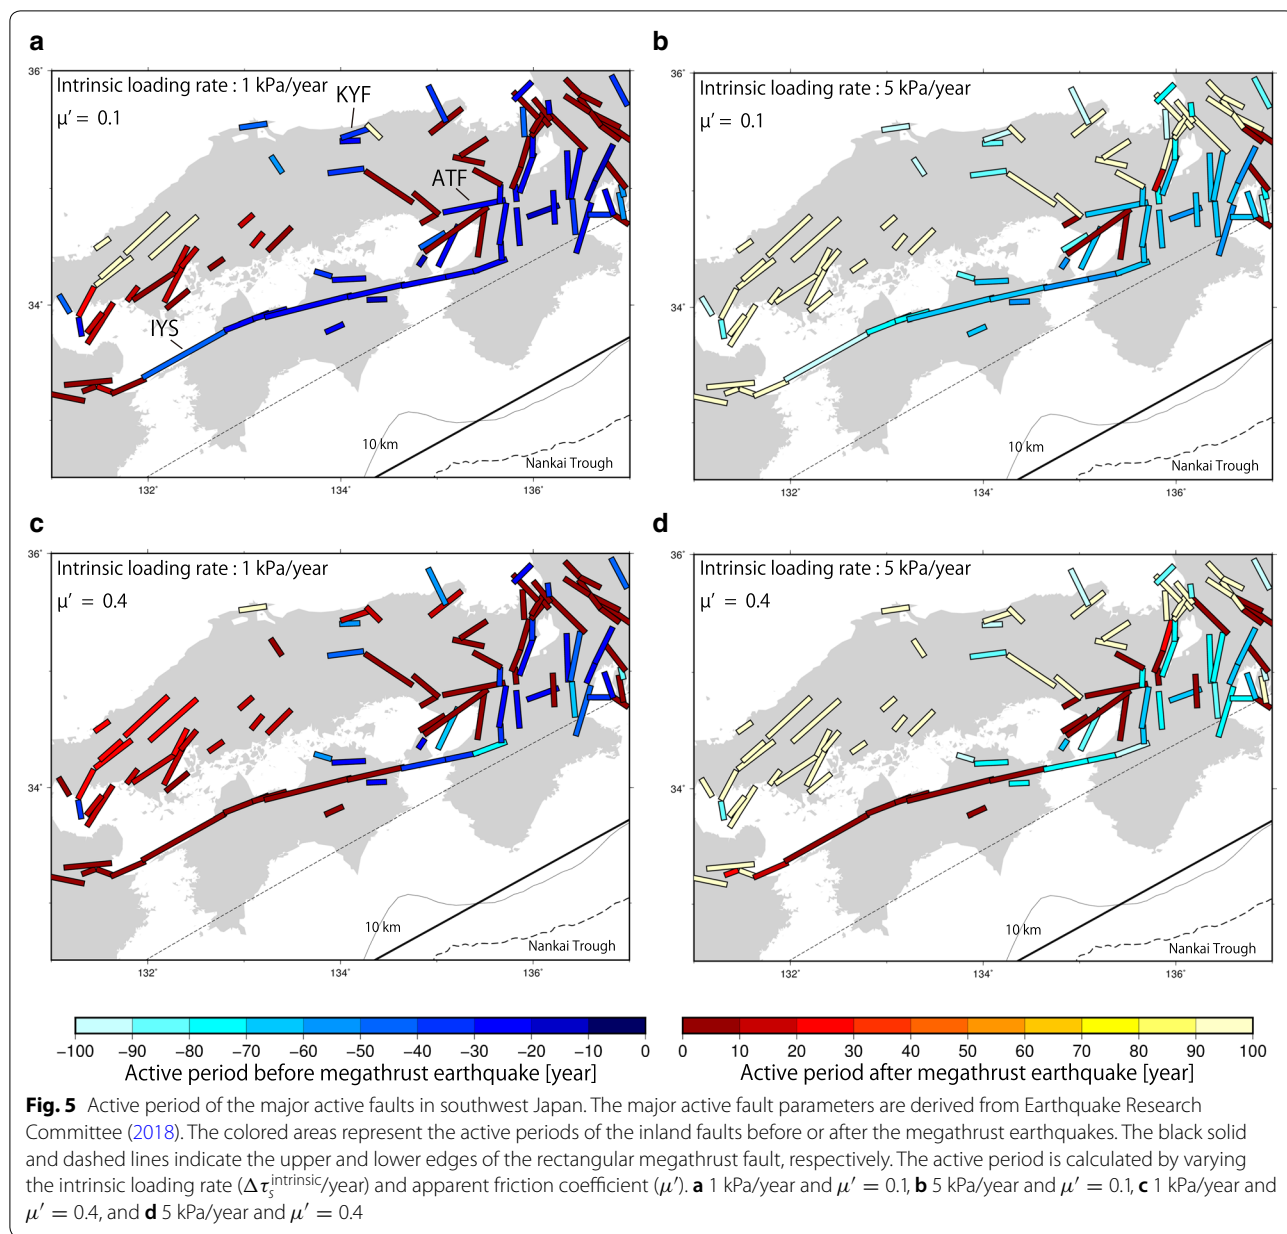 a
36°
Intrinsic loading rate : 1 kPa/year
μ′ = 0.1
KYF
ATF
IYS
34°
10 km
Nankai Trough
132°
134°
136°
b
36°
Intrinsic loading rate : 5 kPa/year
μ′ = 0.1
34°
10 km
Nankai Trough
132°
134°
136°
c
36°
Intrinsic loading rate : 1 kPa/year
μ′ = 0.4
34°
10 km
Nankai Trough
132°
134°
136°
d
36°
Intrinsic loading rate : 5 kPa/year
μ′ = 0.4
34°
10 km
Nankai Trough
132°
134°
136°
−100 −90 −80 −70 −60 −50 −40 −30 −20 −10 0
Active period before megathrust earthquake [year]
0 10 20 30 40 50 60 70 80 90 100
Active period after megathrust earthquake [year]
Fig. 5 Active period of the major active faults in southwest Japan. The major active fault parameters are derived from Earthquake Research
Committee (2018). The colored areas represent the active periods of the inland faults before or after the megathrust earthquakes. The black solid
and dashed lines indicate the upper and lower edges of the rectangular megathrust fault, respectively. The active period is calculated by varying
the intrinsic loading rate (Δτₛ^intrinsic/year) and apparent friction coefficient (μ′). a 1 kPa/year and μ′ = 0.1, b 5 kPa/year and μ′ = 0.1, c 1 kPa/year and
μ′ = 0.4, and d 5 kPa/year and μ′ = 0.4